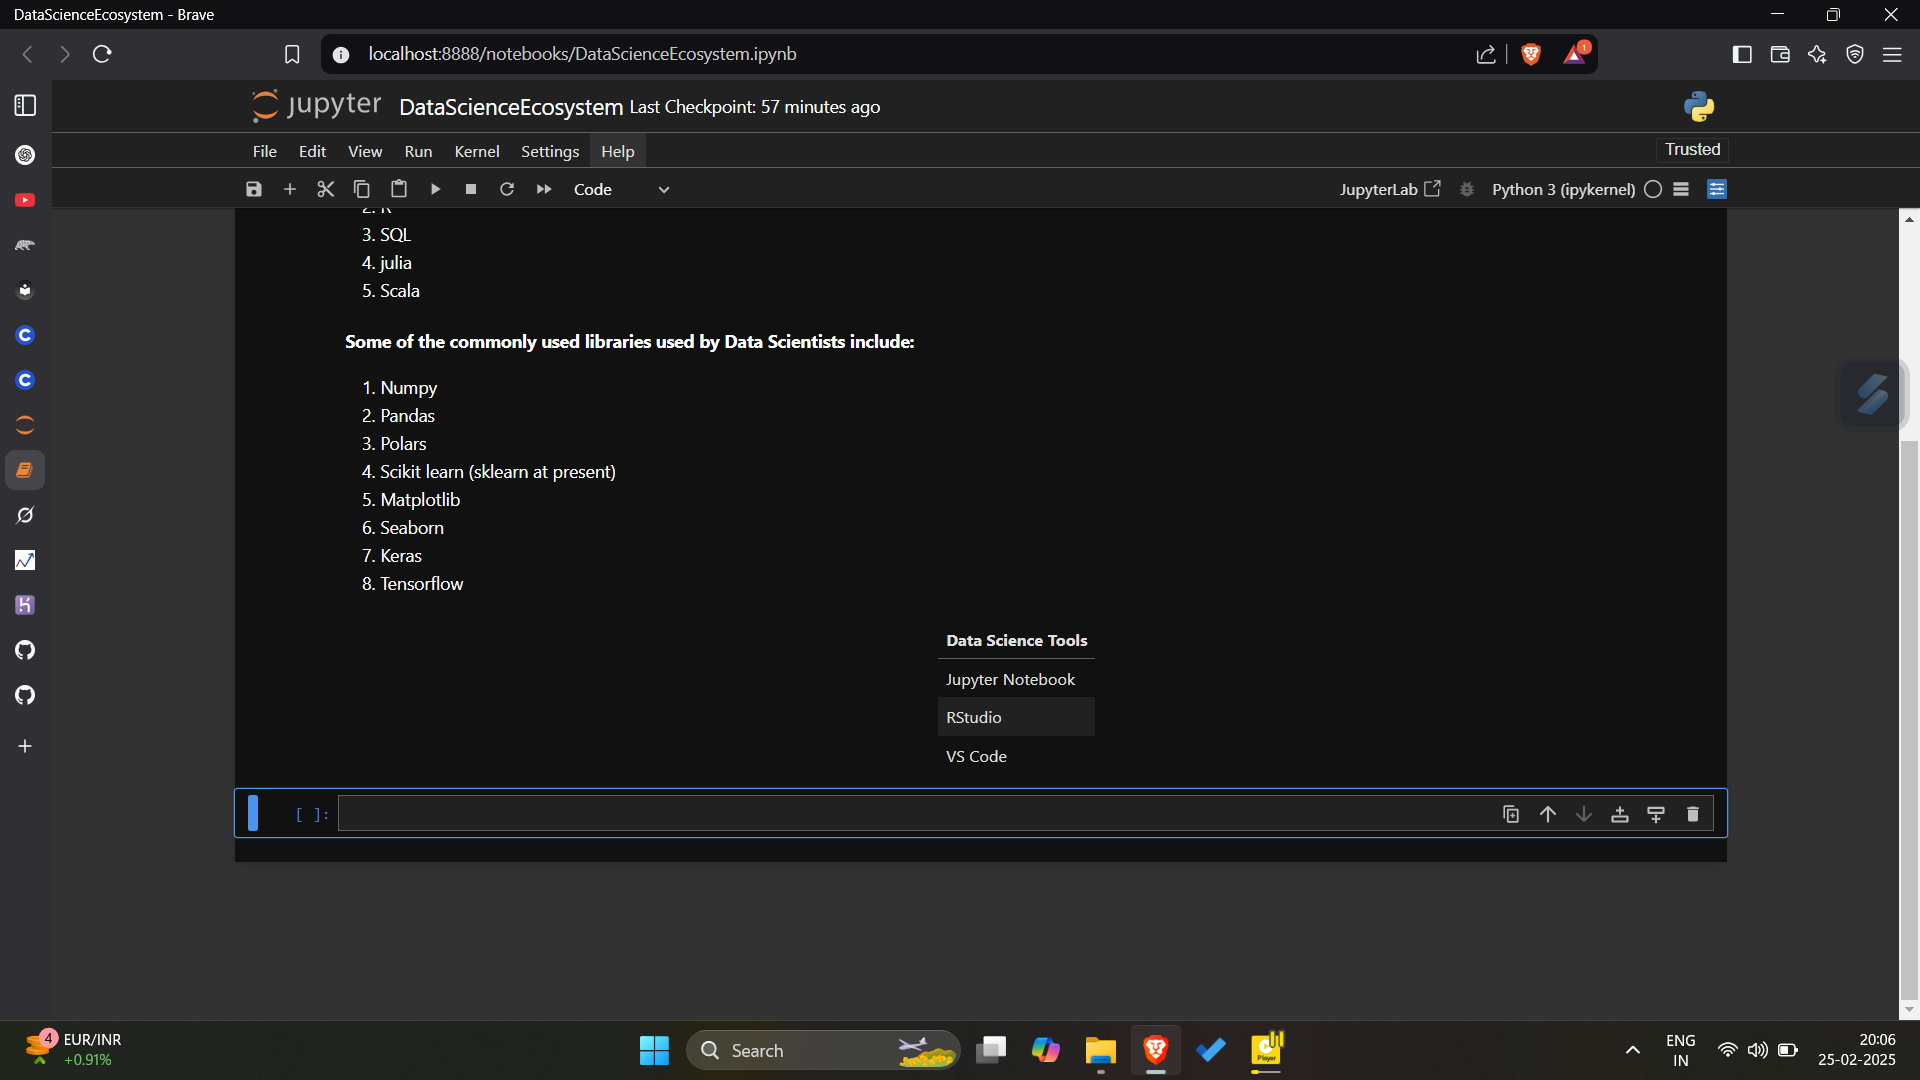 DataScienceEcosystem - Brave
localhost:8888/notebooks/DataScienceEcosystem.ipynb
1
jupyter DataScienceEcosystem Last Checkpoint: 57 minutes ago
File Edit View Run Kernel Settings Help Trusted
Code JupyterLab Python 3 (ipykernel)
2. R
3. SQL
4. julia
5. Scala
Some of the commonly used libraries used by Data Scientists include:
1. Numpy
2. Pandas
3. Polars
4. Scikit learn (sklearn at present)
5. Matplotlib
6. Seaborn
7. Keras
8. Tensorflow
Data Science Tools
Jupyter Notebook
RStudio
VS Code
[ ]:
4 EUR/INR
+0.91%
Search
Player
ENG
IN
20:06
25-02-2025